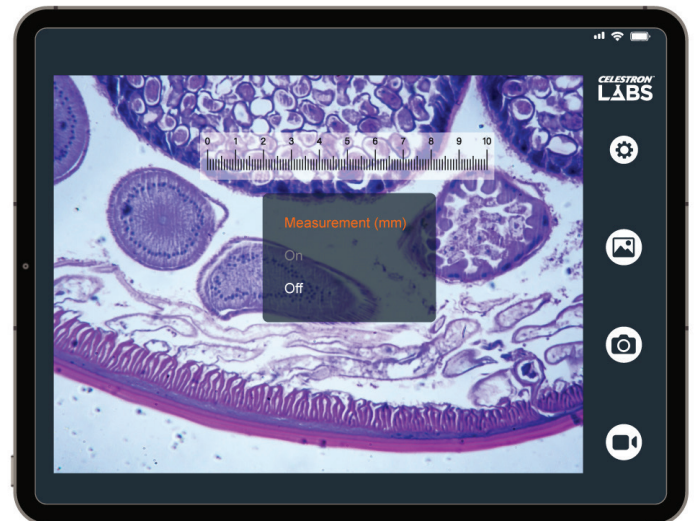 CELESTRON
LABS
0 1 2 3 4 5 6 7 8 9 10
Measurement (mm)
On
Off